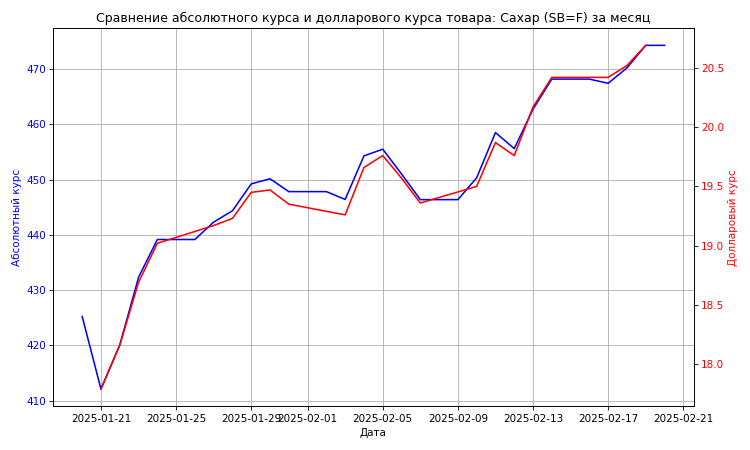 Сравнение абсолютного курса и долларового курса товара: Сахар (SB=F) за месяц
Абсолютный курс
470
460
450
440
430
420
410
20.5
20.0
19.5
19.0
18.5
18.0
Долларовый курс
2025-01-21 2025-01-25 2025-01-29 2025-02-01 2025-02-05 2025-02-09 2025-02-13 2025-02-17 2025-02-21
Дата